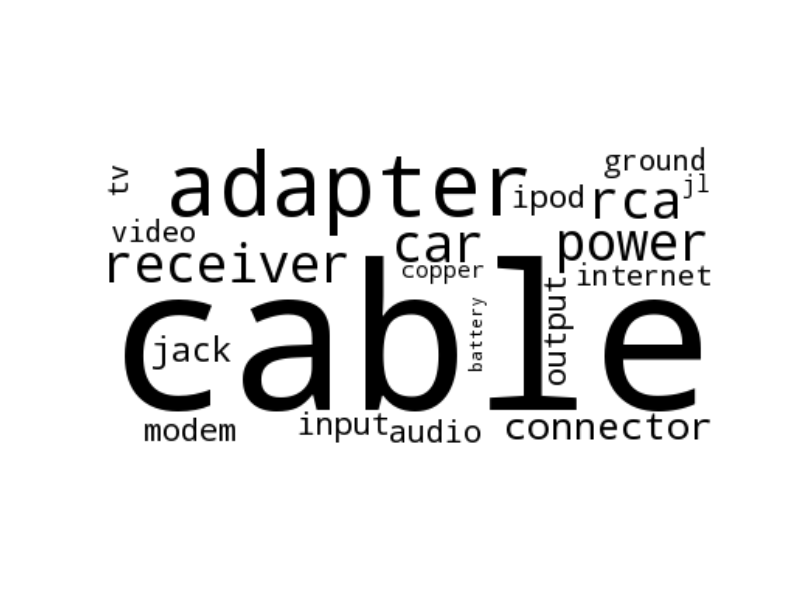 tv
adapter
ground
ipod
rca
jl
video
receiver
car
power
copper
internet
cable
jack
battery
output
modem
input
audio
connector